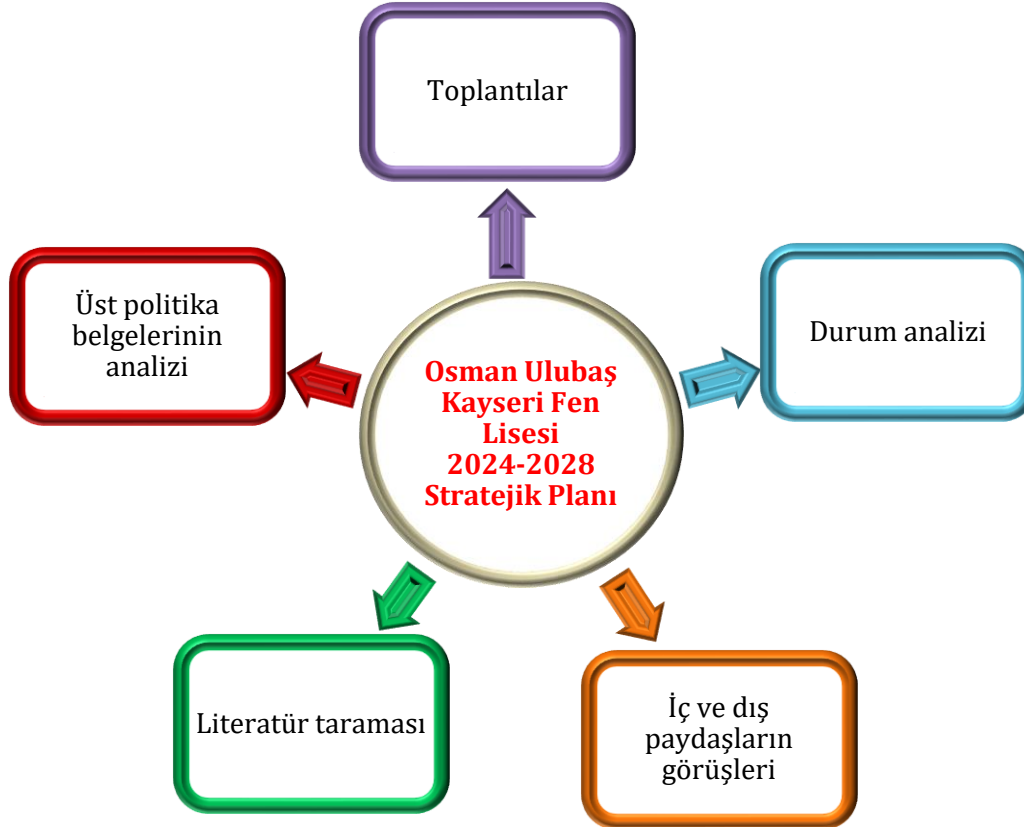 Toplantılar
Üst politika
belgelerinin
analizi
Durum analizi
Osman Ulubaş
Kayseri Fen
Lisesi
2024-2028
Stratejik Planı
Literatür taraması
İç ve dış
paydaşların
görüşleri